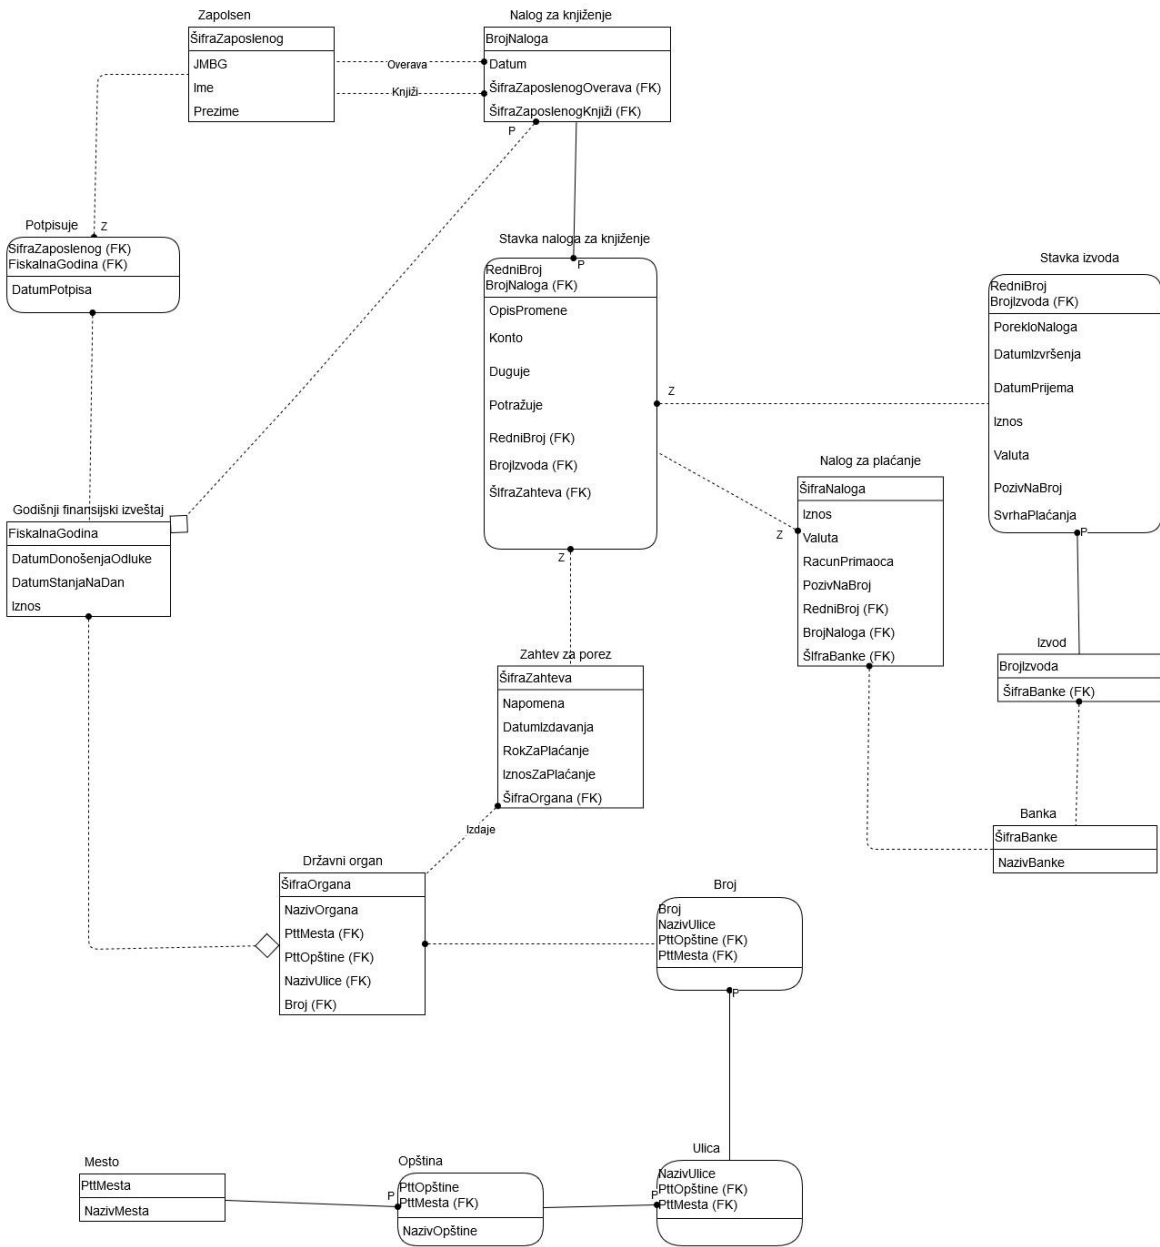 Zapolsen
ŠifraZaposlenog
JMBG
Ime
Prezime
Overava
Knjiži
Nalog za knjiženje
BrojNaloga
Datum
ŠifraZaposlenogOverava (FK)
ŠifraZaposlenogKnjiži (FK)
P
Potpisuje
Z
ŠifraZaposlenog (FK)
FiskalnaGodina (FK)
DatumPotpisa
Stavka naloga za knjiženje
P
RedniBroj
BrojNaloga (FK)
OpisPromene
Konto
Duguje
Potražuje
RedniBroj (FK)
BrojIzvoda (FK)
ŠIfraZahteva (FK)
Z
Z
Stavka izvoda
RedniBroj
BrojIzvoda (FK)
PorekloNaloga
DatumIzvršenja
DatumPrijema
Iznos
Valuta
PozivNaBroj
SvrhaPlaćanja
P
Nalog za plaćanje
ŠifraNaloga
Iznos
Valuta
RacunPrimaoca
PozivNaBroj
RedniBroj (FK)
BrojNaloga (FK)
ŠIfraBanke (FK)
Z
Godišnji finansijski izveštaj
FiskalnaGodina
DatumDonošenjaOdluke
DatumStanjaNaDan
Iznos
Zahtev za porez
ŠifraZahteva
Napomena
DatumIzdavanja
RokZaPlaćanje
IznosZaPlaćanje
ŠifraOrgana (FK)
Izdaje
Izvod
BrojIzvoda
ŠifraBanke (FK)
Banka
ŠifraBanke
NazivBanke
Državni organ
ŠifraOrgana
NazivOrgana
PttMesta (FK)
PttOpštine (FK)
NazivUlice (FK)
Broj (FK)
Broj
Broj
NazivUlice
PttOpštine (FK)
PttMesta (FK)
P
Mesto
PttMesta
NazivMesta
Opština
P
PttOpštine
PttMesta (FK)
NazivOpštine
Ulica
P
NazivUlice
PttOpštine (FK)
PttMesta (FK)